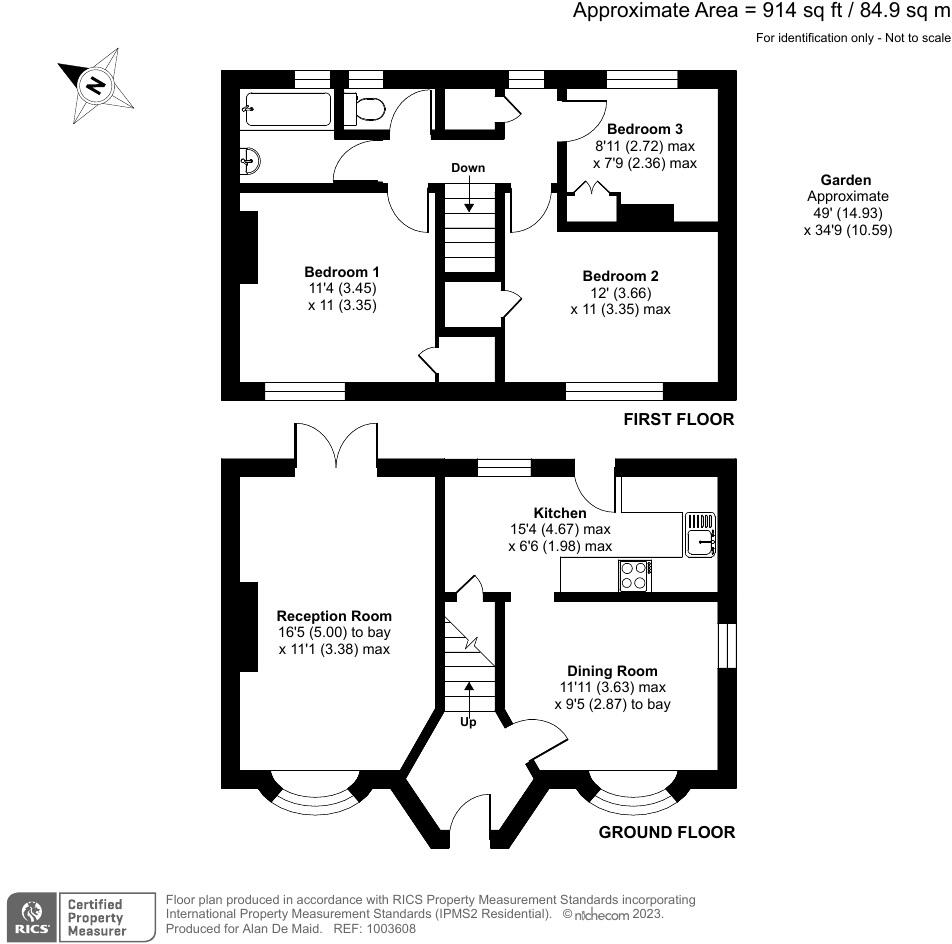 Approximate Area = 914 sq ft / 84.9 sq m
For identification only - Not to scale
N
Bedroom 3
8'11 (2.72) max
x 7'9 (2.36) max
Down
Garden
Approximate
49' (14.93)
x 34'9 (10.59)
Bedroom 1
11'4 (3.45)
x 11 (3.35)
Bedroom 2
12' (3.66)
x 11 (3.35) max
FIRST FLOOR
Kitchen
15'4 (4.67) max
x 6'6 (1.98) max
Reception Room
16'5 (5.00) to bay
x 11'1 (3.38) max
Dining Room
11'11 (3.63) max
x 9'5 (2.87) to bay
Up
GROUND FLOOR
RICS
Certified
Property
Measurer
Floor plan produced in accordance with RICS Property Measurement Standards incorporating
International Property Measurement Standards (IPMS2 Residential). © nichecom 2023.
Produced for Alan De Maid. REF: 1003608